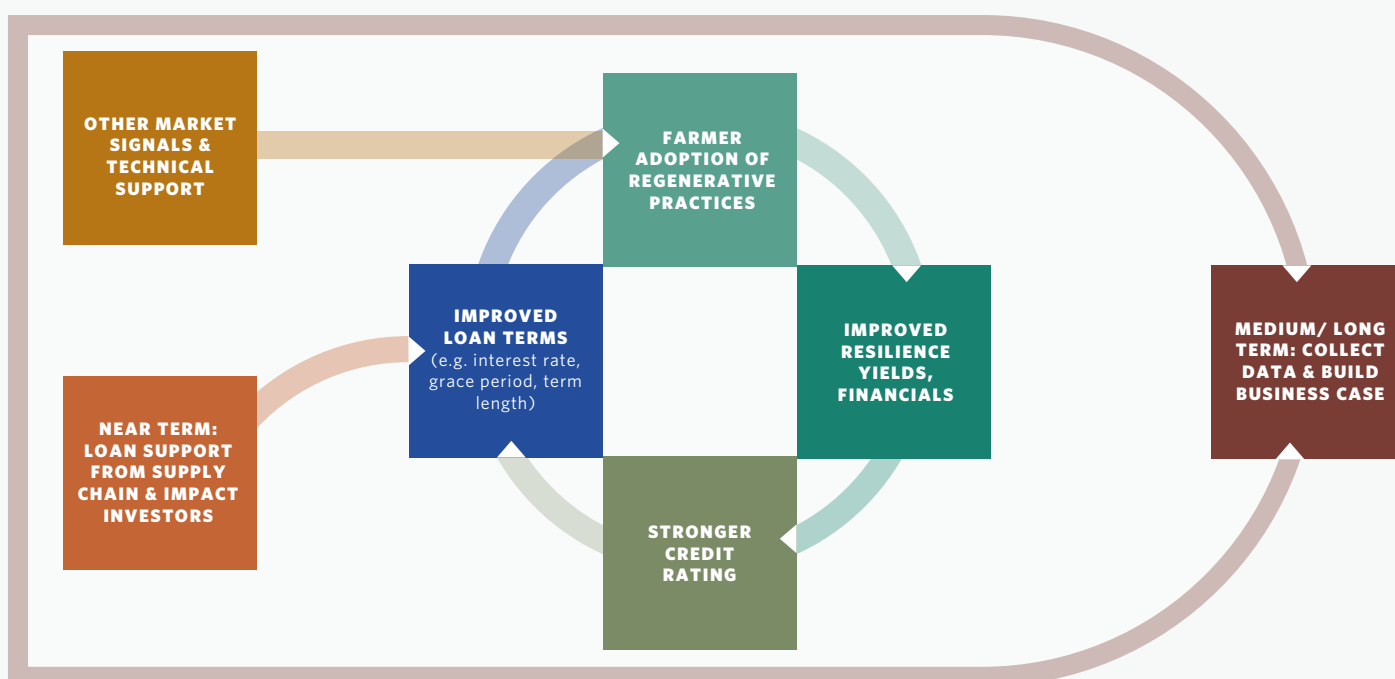 OTHER MARKET
SIGNALS &
TECHNICAL
SUPPORT
FARMER
ADOPTION OF
REGENERATIVE
PRACTICES
IMPROVED
LOAN TERMS
(e.g. interest rate,
grace period, term
length)
IMPROVED
RESILIENCE
YIELDS,
FINANCIALS
MEDIUM/ LONG
TERM: COLLECT
DATA & BUILD
BUSINESS CASE
NEAR TERM:
LOAN SUPPORT
FROM SUPPLY
CHAIN & IMPACT
INVESTORS
STRONGER
CREDIT
RATING